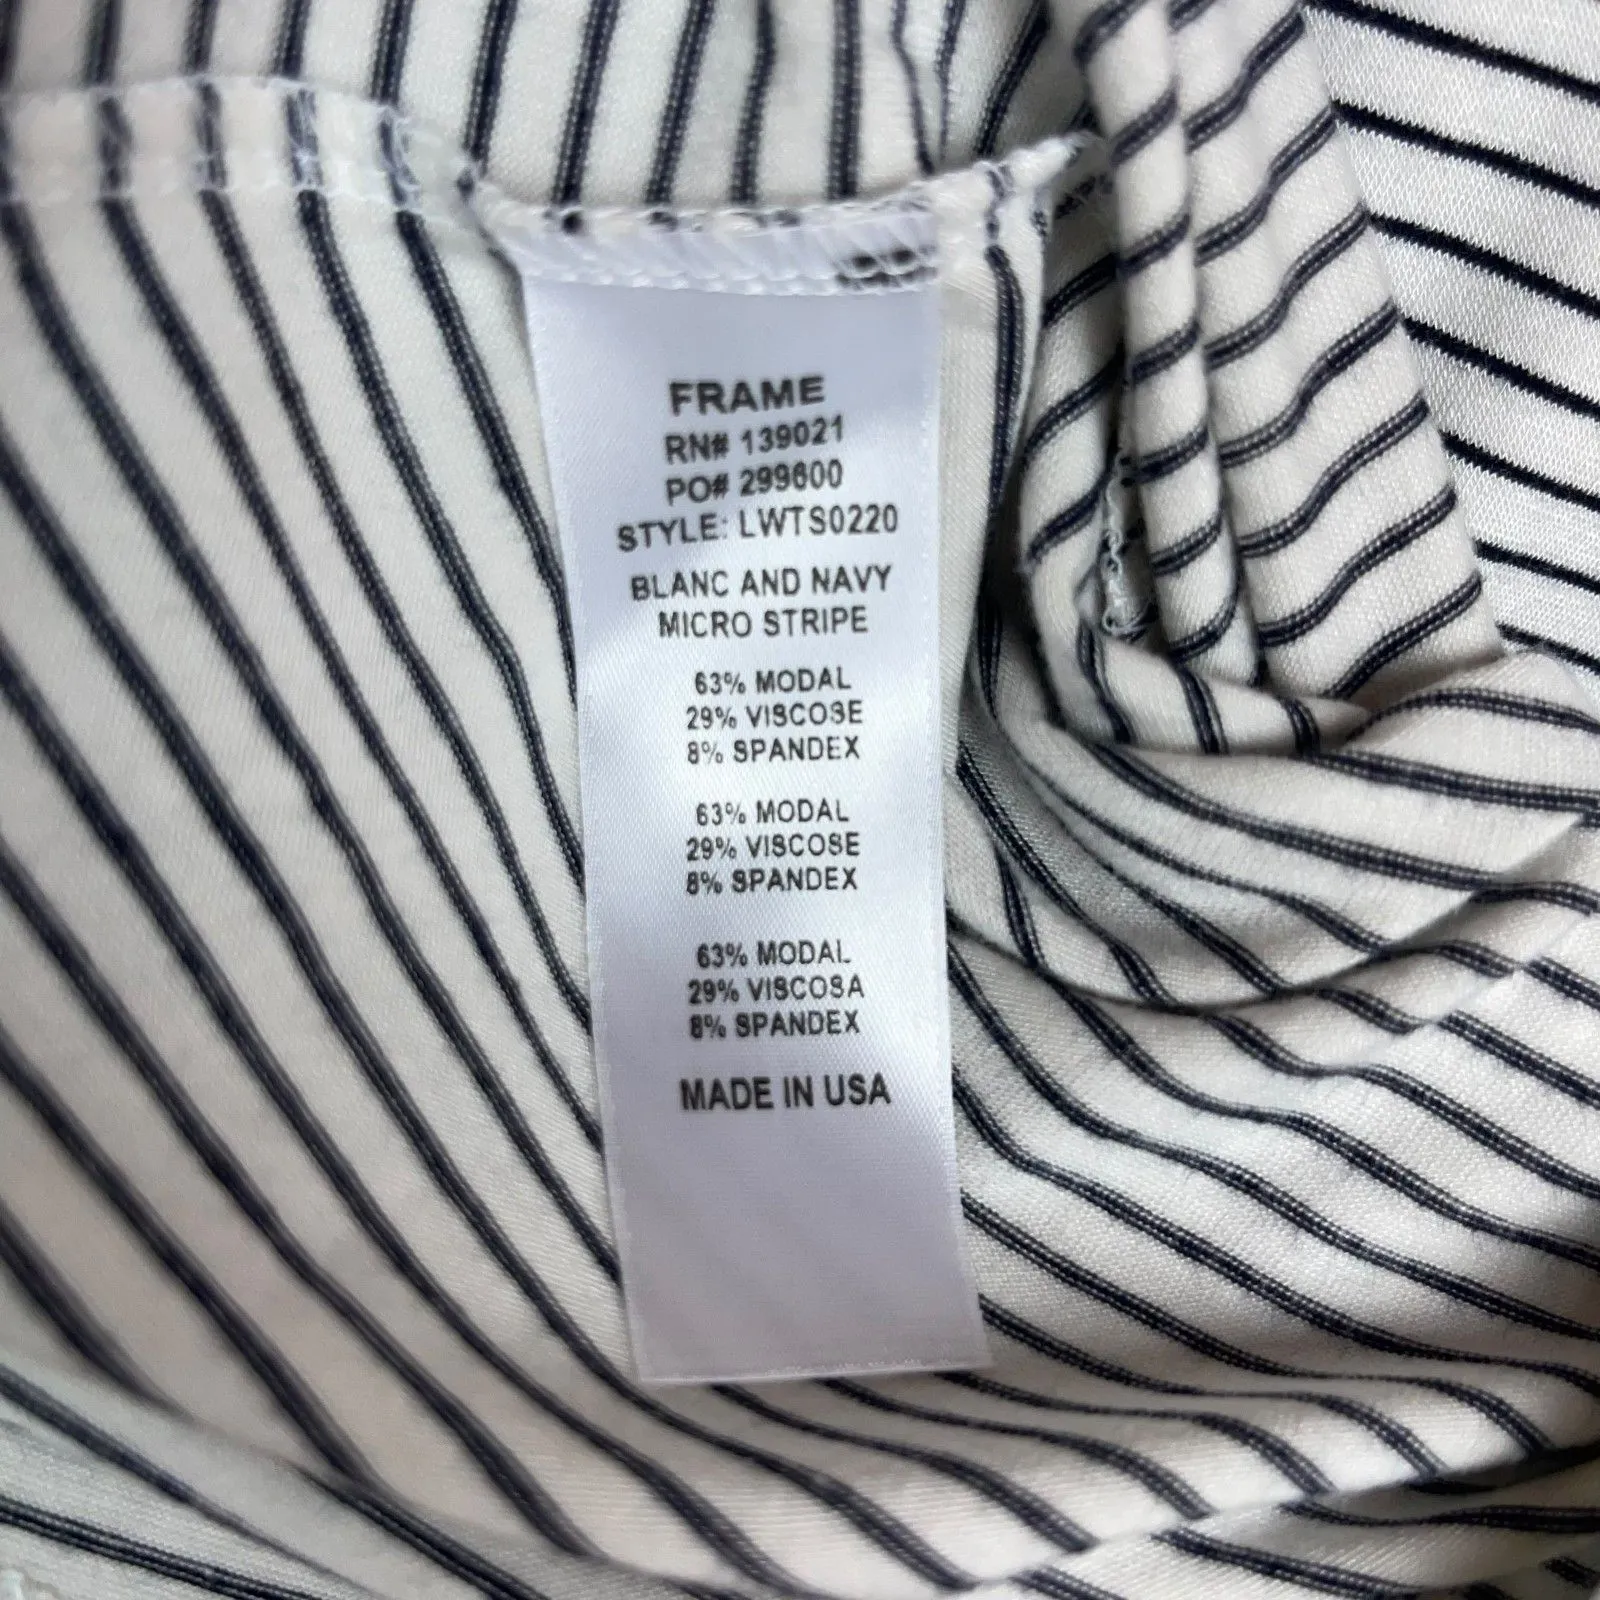 FRAME
RN# 139021
PO# 299600
STYLE: LWTS0220
BLANC AND NAVY
MICRO STRIPE
63% MODAL
29% VISCOSE
8% SPANDEX
63% MODAL
29% VISCOSE
8% SPANDEX
63% MODAL
29% VISCOSA
8% SPANDEX
MADE IN USA